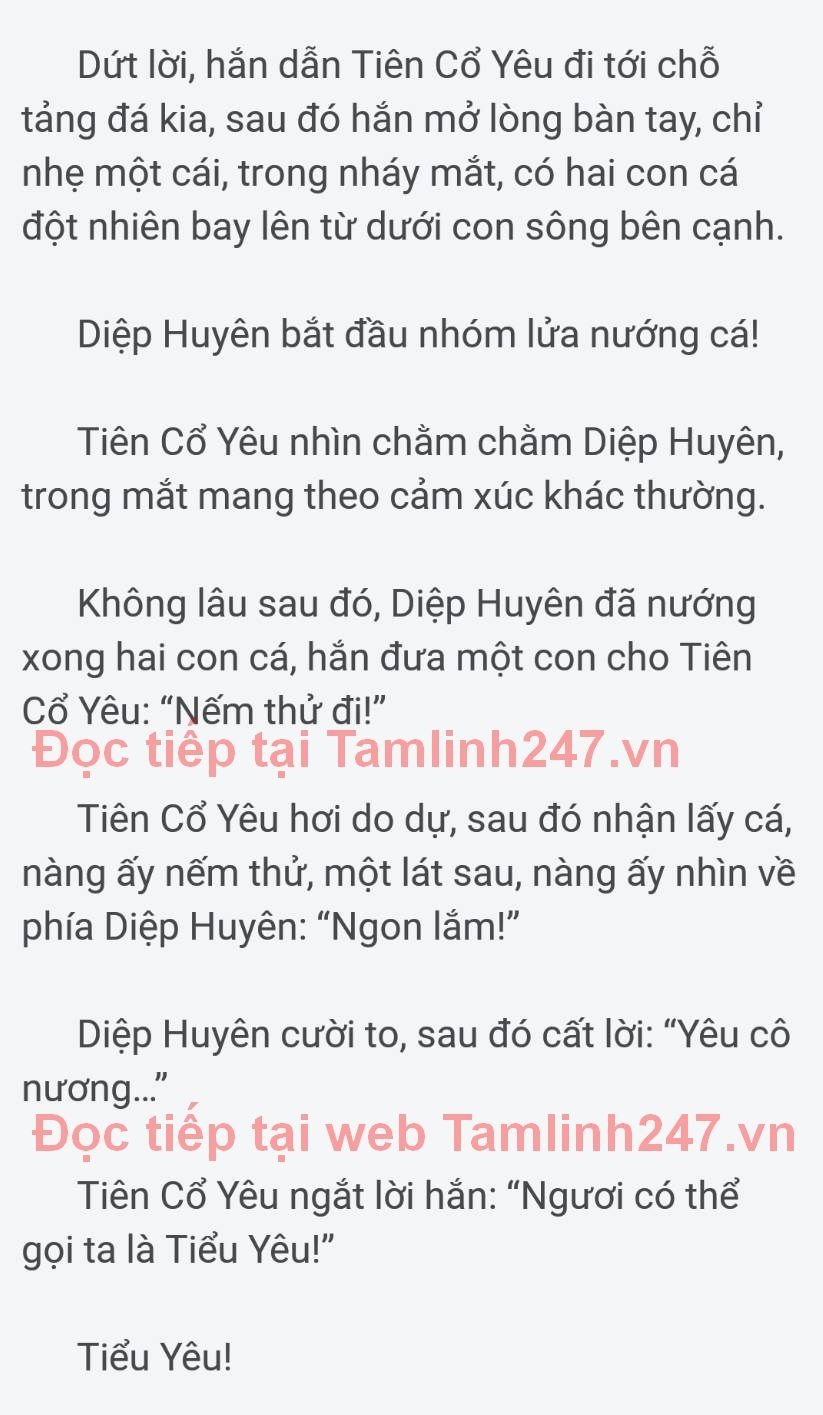 Dứt lời, hắn dẫn Tiên Cổ Yêu đi tới chỗ
tảng đá kia, sau đó hắn mở lòng bàn tay, chỉ
nhẹ một cái, trong nháy mắt, có hai con cá
đột nhiên bay lên từ dưới con sông bên cạnh.
Diệp Huyên bắt đầu nhóm lửa nướng cá!
Tiên Cổ Yêu nhìn chằm chằm Diệp Huyên,
trong mắt mang theo cảm xúc khác thường.
Không lâu sau đó, Diệp Huyên đã nướng
xong hai con cá, hắn đưa một con cho Tiên
Cổ Yêu: “Nếm thử đi!”
Đọc tiếp tại Tamlinh247.vn
Tiên Cổ Yêu hơi do dự, sau đó nhận lấy cá,
nàng ấy nếm thử, một lát sau, nàng ấy nhìn về
phía Diệp Huyên: “Ngon lắm!”
Diệp Huyên cười to, sau đó cất lời: “Yêu cô
nương...”
Đọc tiếp tại web Tamlinh247.vn
Tiên Cổ Yêu ngắt lời hắn: “Ngươi có thể
gọi ta là Tiểu Yêu!”
Tiểu Yêu!